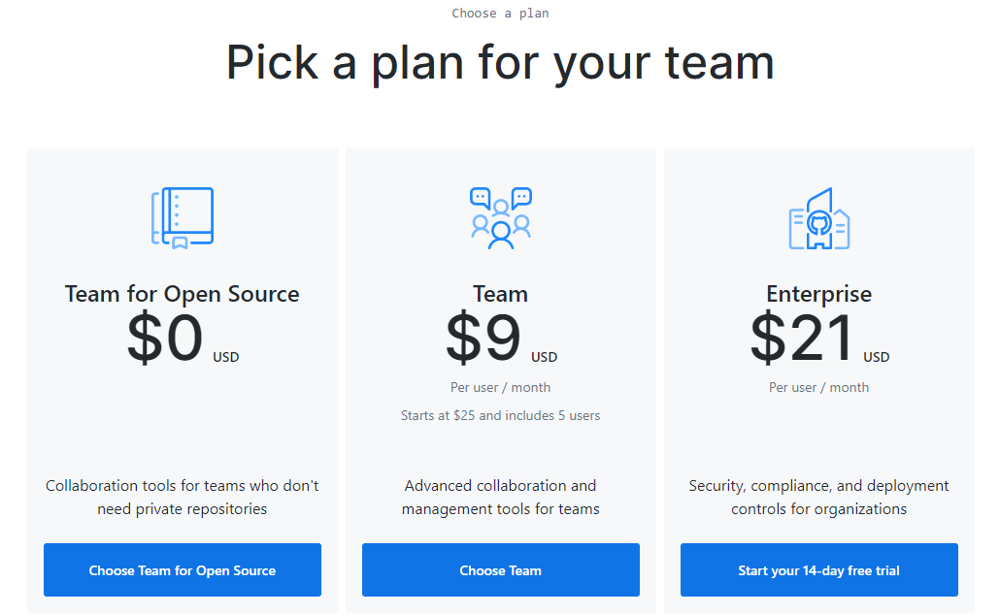 Choose a plan
Pick a plan for your team
Team for Open Source
$0 USD
Collaboration tools for teams who don't
need private repositories
Choose Team for Open Source
Team
$9 USD
Per user / month
Starts at $25 and includes 5 users
Advanced collaboration and
management tools for teams
Choose Team
Enterprise
$21 USD
Per user / month
Security, compliance, and deployment
controls for organizations
Start your 14-day free trial